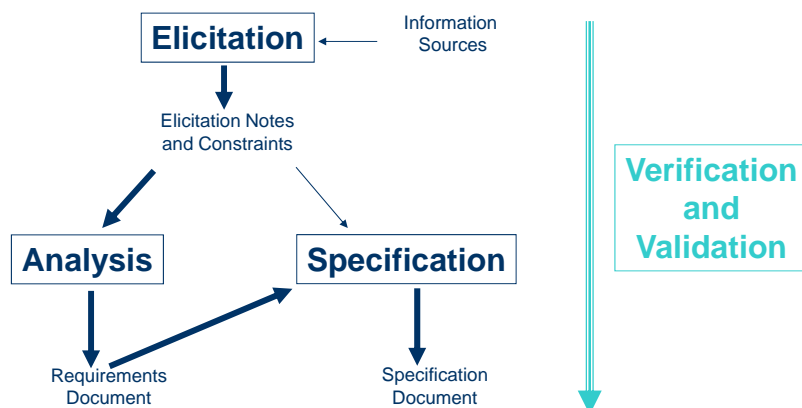 Elicitation
Information
Sources
Elicitation Notes
and Constraints
Verification
and
Validation
Analysis
Specification
Requirements
Document
Specification
Document